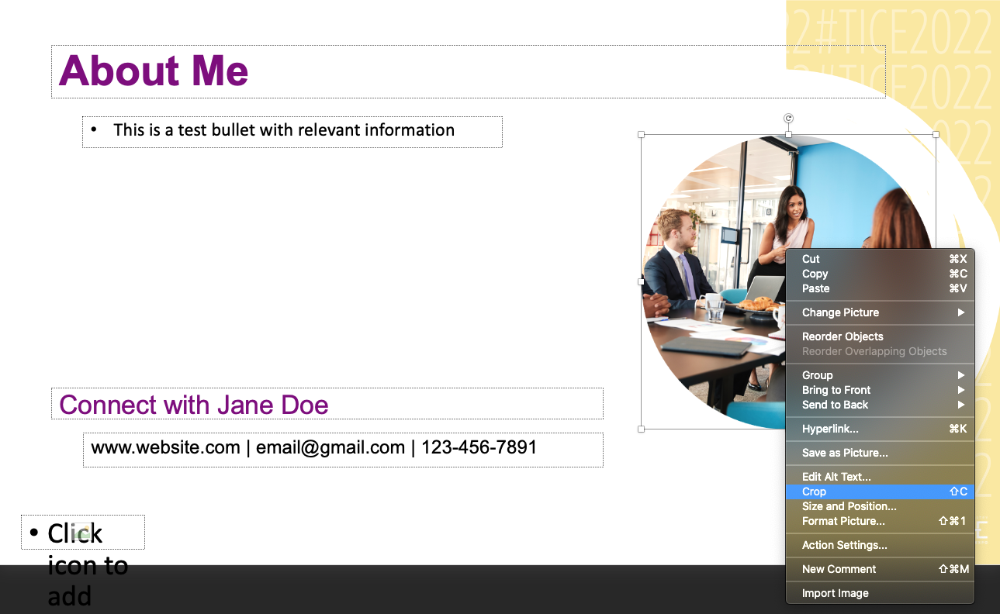 22#TICE2022
About Me
2#TICE2022
• This is a test bullet with relevant information
22
Cut ⌘X
Copy ⌘C
Paste ⌘V
Change Picture ▶
Reorder Objects
Reorder Overlapping Objects
Group ▶
Bring to Front ▶
Send to Back ▶
Connect with Jane Doe
Hyperlink... ⌘K
www.website.com | email@gmail.com | 123-456-7891
Save as Picture...
Edit Alt Text...
Crop ⇧C
Size and Position...
Format Picture... ⇧⌘1
• Click
icon to
add
Action Settings...
New Comment ⇧⌘M
Import Image